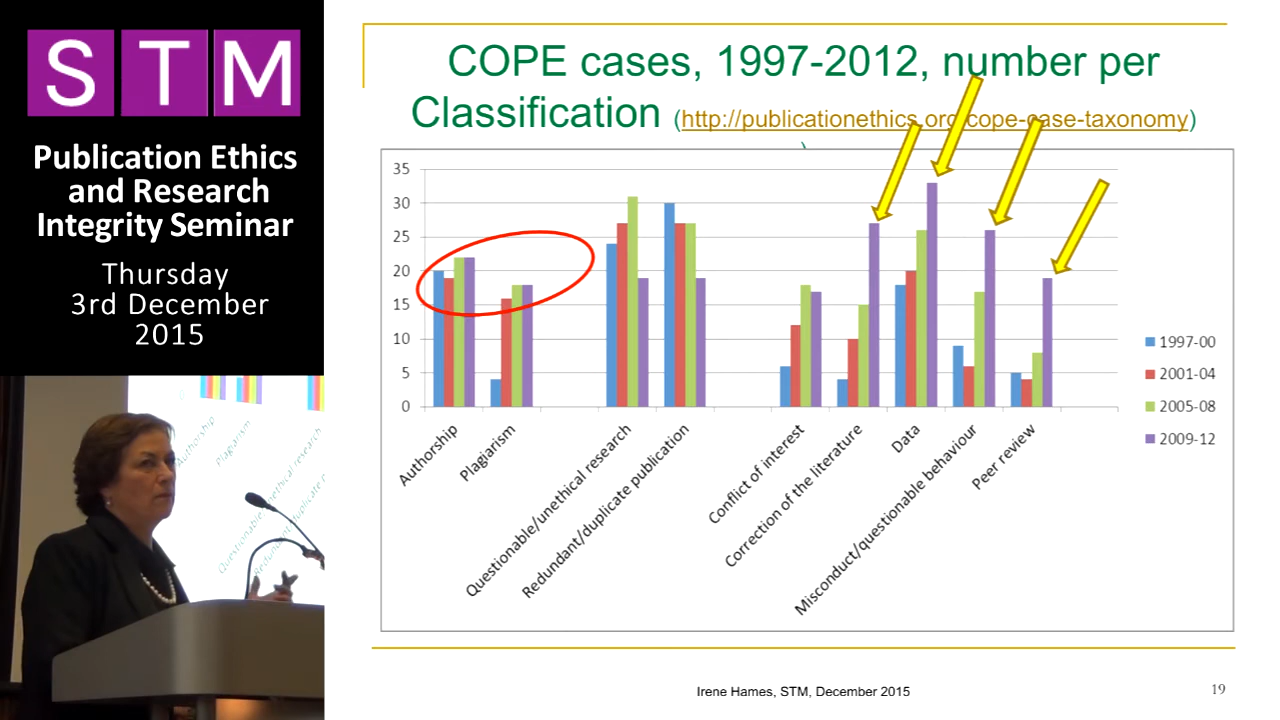 STM
Publication Ethics
and Research
Integrity Seminar
Thursday
3rd December
2015
COPE cases, 1997-2012, number per
Classification (http://publicationethics.org/cope-case-taxonomy)
)
35
30
25
20
15
10
5
0
Authorship
Plagiarism
Questionable/unethical research
Redundant/duplicate publication
Conflict of interest
Correction of the literature
Data
Misconduct/questionable behaviour
Peer review
1997-00
2001-04
2005-08
2009-12
Authorship
Plagiarism
Irene Hames, STM, December 2015
19